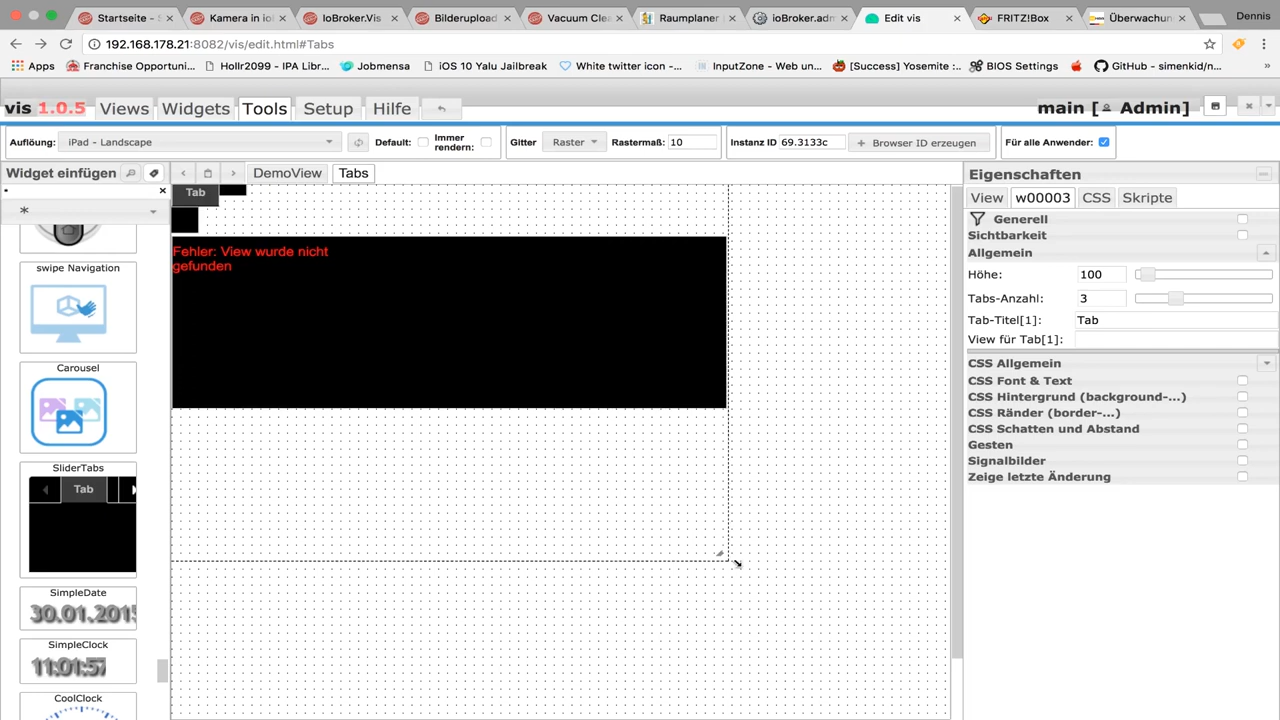 Startseite - S
Kamera in iol
IoBroker.Vis
Bilderupload
Vacuum Clea
Raumplaner
ioBroker.adm
Edit vis
FRITZ!Box
Überwachun
Dennis
192.168.178.21:8082/vis/edit.html#Tabs
Apps
Franchise Opportuni...
Hollr2099 - IPA Libr...
Jobmensa
iOS 10 Yalu Jailbreak
White twitter icon -...
InputZone - Web un...
[Success] Yosemite :..
BIOS Settings
GitHub - simenkid/n...
»
vis 1.0.5 Views Widgets Tools Setup Hilfe
main [ Admin]
Auflöung: iPad - Landscape
Default:
Immer
rendern:
Gitter Raster
Rastermaß: 10
Instanz ID 69.3133c
+ Browser ID erzeugen
Für alle Anwender:
Widget einfügen
DemoView Tabs
*
swipe Navigation
Carousel
SliderTabs
Tab
SimpleDate
30.01.2015
SimpleClock
11:01:57
CoolClock
Tab
Fehler: View wurde nicht
gefunden
Eigenschaften
View w00003 CSS Skripte
Generell
Sichtbarkeit
Allgemein
Höhe: 100
Tabs-Anzahl: 3
Tab-Titel[1]: Tab
View für Tab[1]:
CSS Allgemein
CSS Font & Text
CSS Hintergrund (background-...)
CSS Ränder (border-...)
CSS Schatten und Abstand
Gesten
Signalbilder
Zeige letzte Änderung